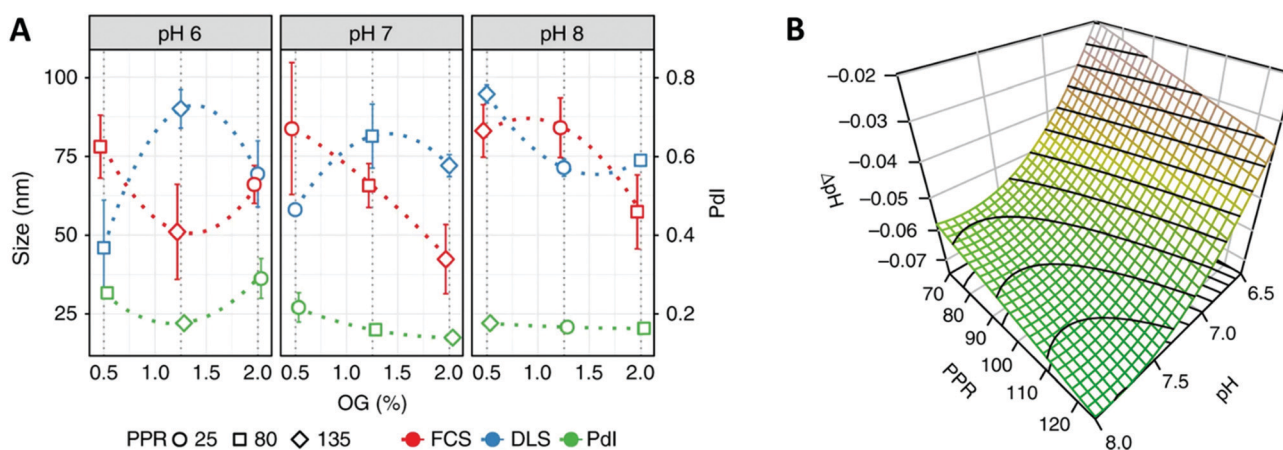 A
pH 6 pH 7 pH 8
Size (nm)
100
75
50
25
0.8
0.6
0.4
0.2
PdI
0.5 1.0 1.5 2.0 0.5 1.0 1.5 2.0 0.5 1.0 1.5 2.0
OG (%)
PPR 25 80 135 FCS DLS PdI
B
ΔpH
−0.02
−0.03
−0.04
−0.05
−0.06
−0.07
70
80
90
100
110
120
PPR
6.5
7.0
7.5
8.0
pH